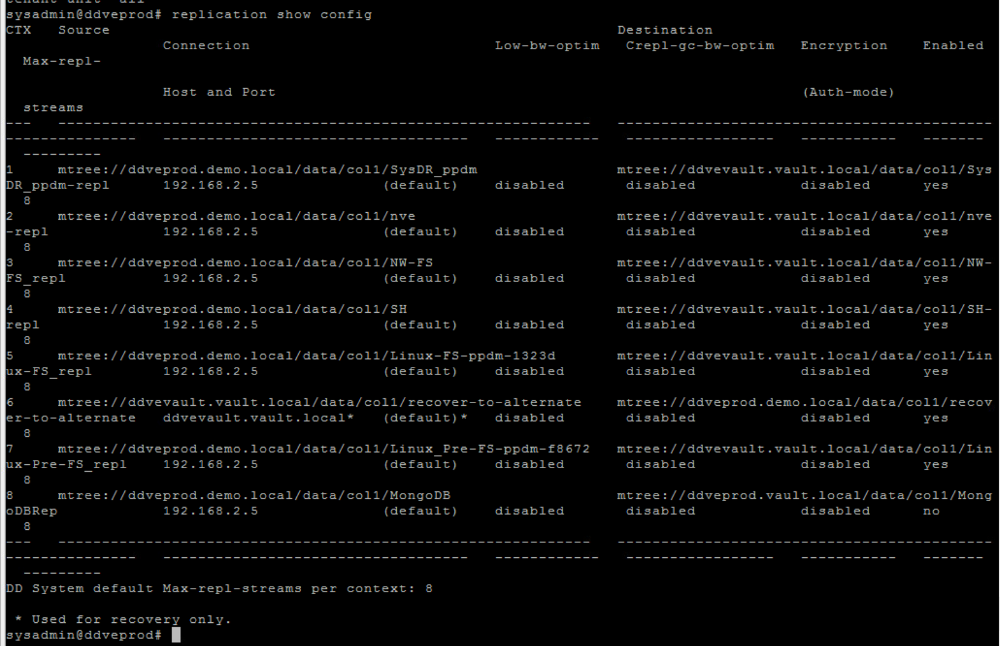 sysadmin@ddveprod# replication show config
CTX   Source                                                          Destination
                  Connection                            Low-bw-optim   Crepl-gc-bw-optim   Encryption    Enabled
  Max-repl-
                  Host and Port                                                            (Auth-mode)
  streams
---   -------------------------------------------------------------   -------------------------------------------
---------------   -----------------------------------   ------------   -----------------   -----------   -------
  ---------
1     mtree://ddveprod.demo.local/data/col1/SysDR_ppdm                mtree://ddvevault.vault.local/data/col1/Sys
DR_ppdm-repl      192.168.2.5              (default)    disabled       disabled            disabled      yes
  8
2     mtree://ddveprod.demo.local/data/col1/nve                       mtree://ddvevault.vault.local/data/col1/nve
-repl             192.168.2.5              (default)    disabled       disabled            disabled      yes
  8
3     mtree://ddveprod.demo.local/data/col1/NW-FS                     mtree://ddvevault.vault.local/data/col1/NW-
FS_repl           192.168.2.5              (default)    disabled       disabled            disabled      yes
  8
4     mtree://ddveprod.demo.local/data/col1/SH                        mtree://ddvevault.vault.local/data/col1/SH-
repl              192.168.2.5              (default)    disabled       disabled            disabled      yes
  8
5     mtree://ddveprod.demo.local/data/col1/Linux-FS-ppdm-1323d       mtree://ddvevault.vault.local/data/col1/Lin
ux-FS_repl        192.168.2.5              (default)    disabled       disabled            disabled      yes
  8
6     mtree://ddvevault.vault.local/data/col1/recover-to-alternate    mtree://ddveprod.demo.local/data/col1/recov
er-to-alternate   ddvevault.vault.local*   (default)*   disabled       disabled            disabled      yes
  8
7     mtree://ddveprod.demo.local/data/col1/Linux_Pre-FS-ppdm-f8672   mtree://ddvevault.vault.local/data/col1/Lin
ux-Pre-FS_repl    192.168.2.5              (default)    disabled       disabled            disabled      yes
  8
8     mtree://ddveprod.demo.local/data/col1/MongoDB                   mtree://ddveprod.vault.local/data/col1/Mong
oDBRep            192.168.2.5              (default)    disabled       disabled            disabled      no
  8
---   -------------------------------------------------------------   -------------------------------------------
---------------   -----------------------------------   ------------   -----------------   -----------   -------
  ---------
DD System default Max-repl-streams per context: 8
 * Used for recovery only.
sysadmin@ddveprod#